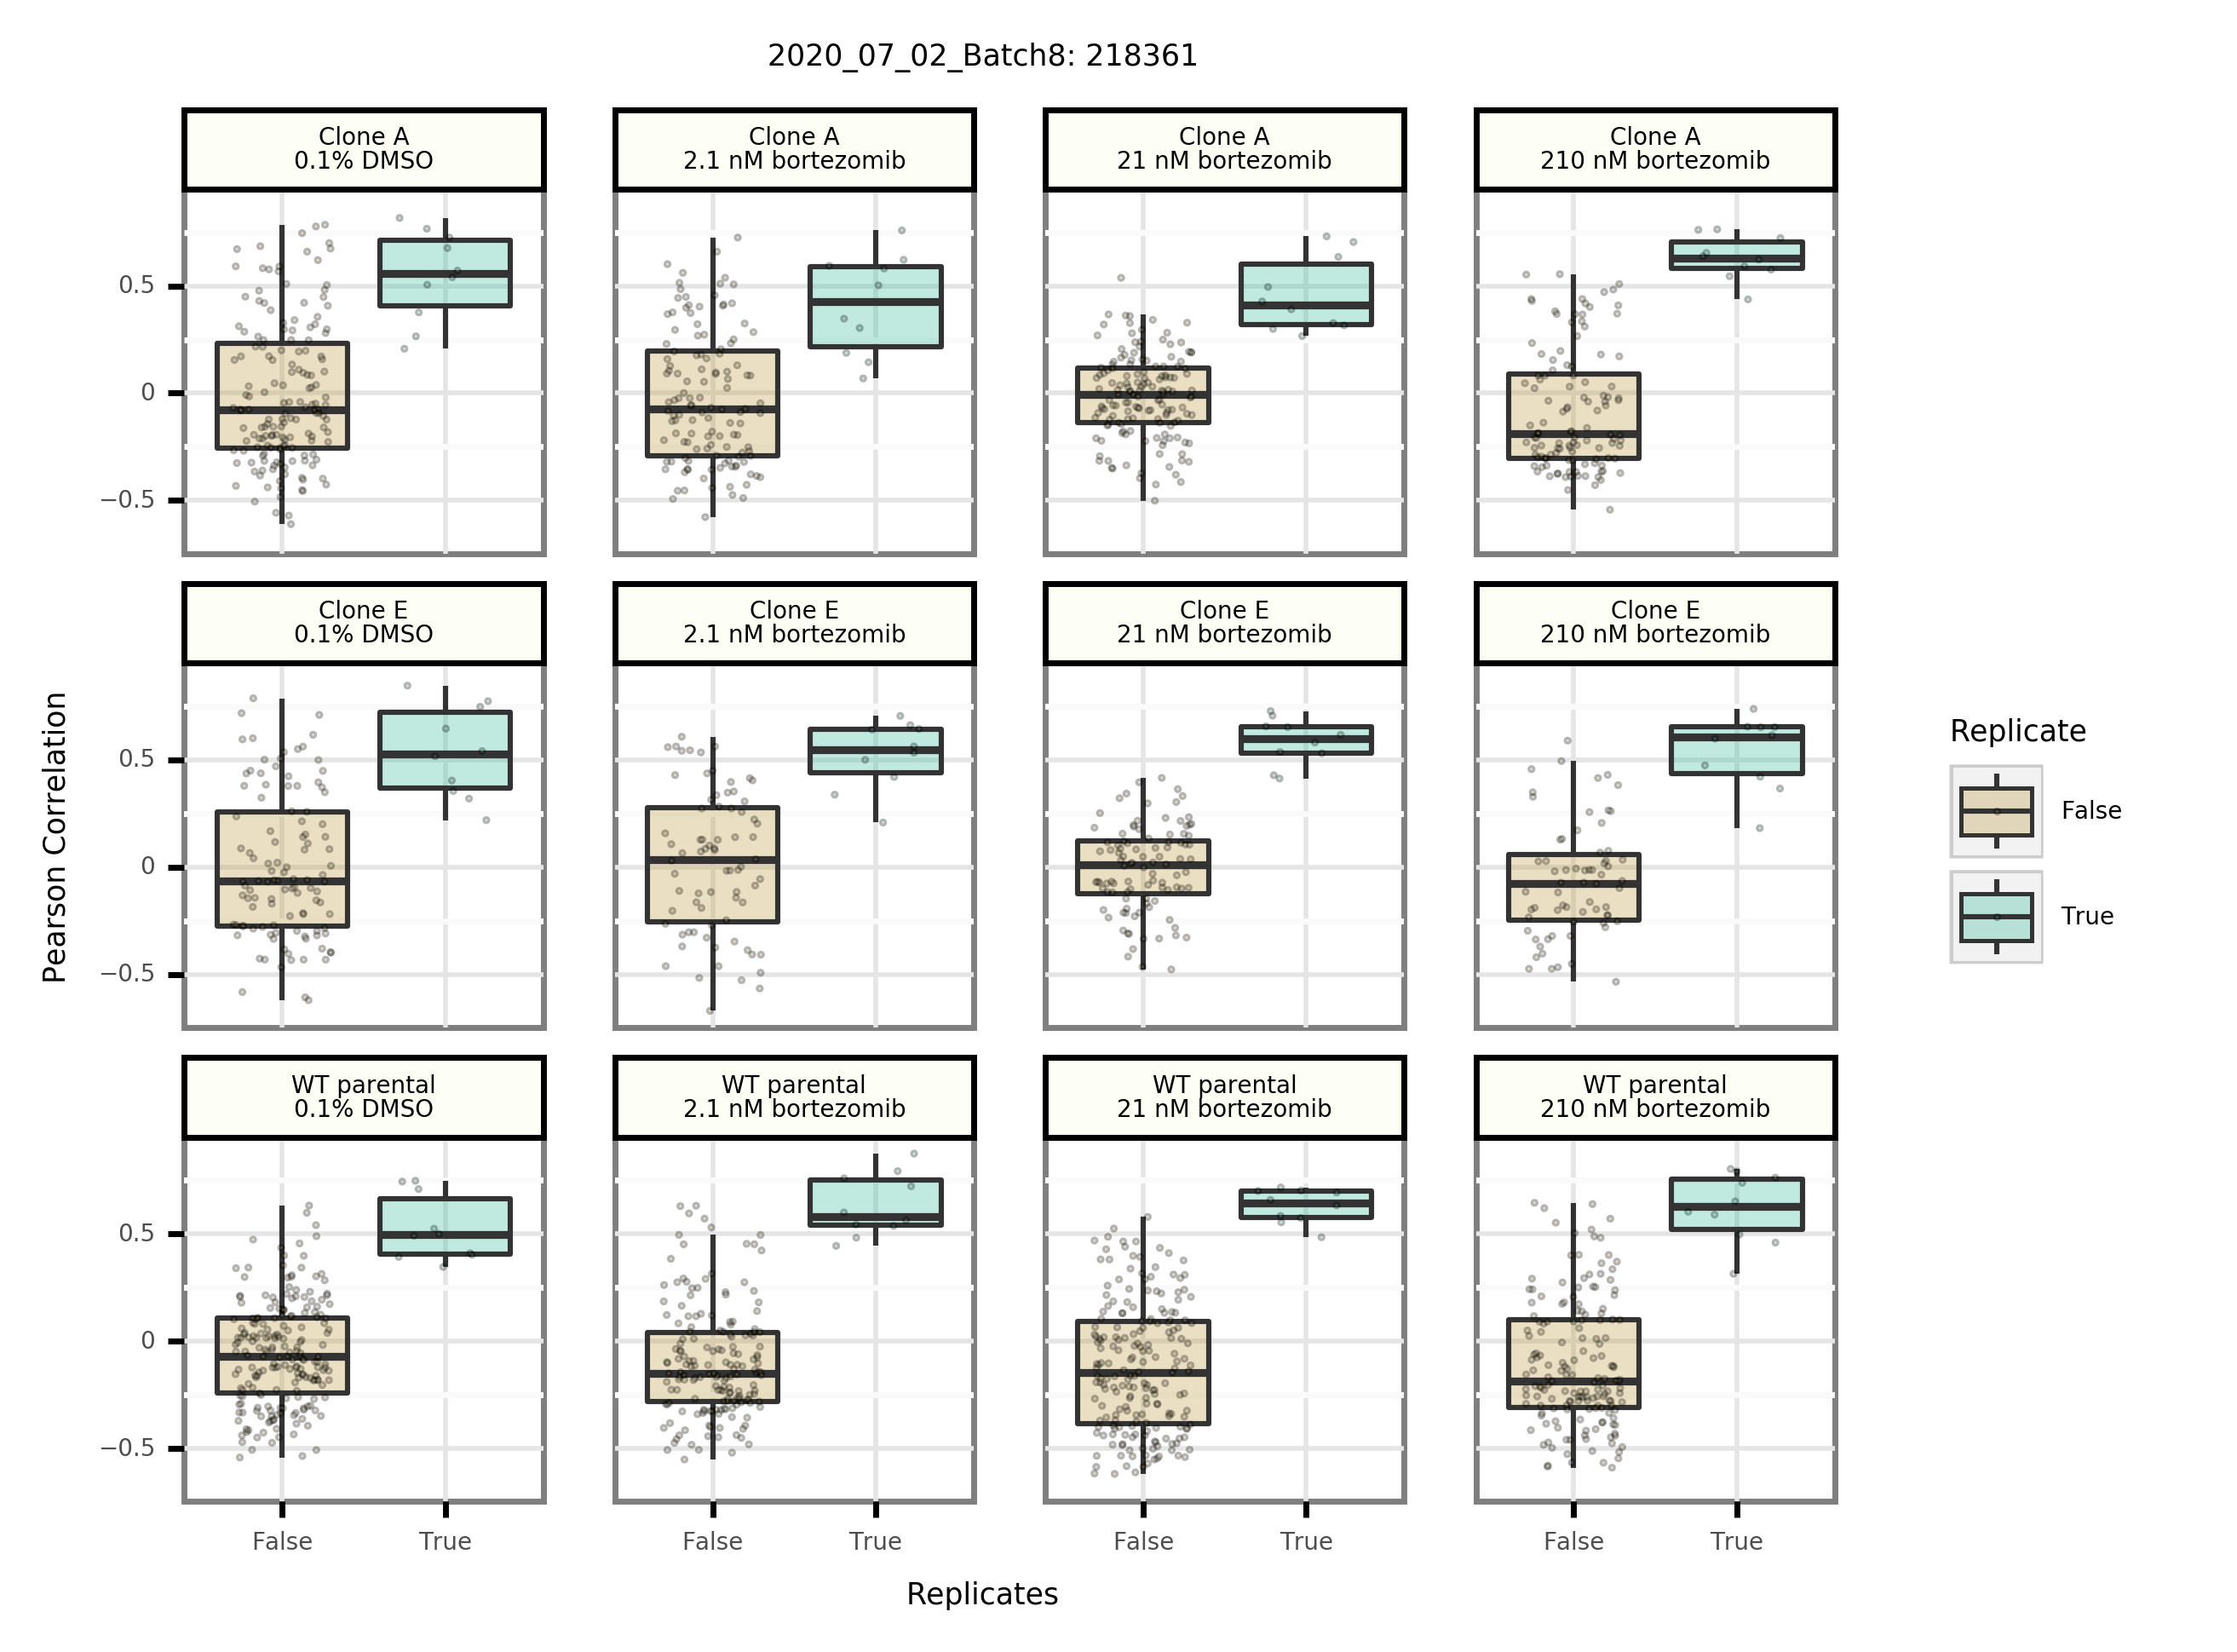 2020_07_02_Batch8: 218361
Clone A
0.1% DMSO
Clone A
2.1 nM bortezomib
Clone A
21 nM bortezomib
Clone A
210 nM bortezomib
0.5
0
−0.5
Clone E
0.1% DMSO
Clone E
2.1 nM bortezomib
Clone E
21 nM bortezomib
Clone E
210 nM bortezomib
Pearson Correlation
0.5
0
−0.5
Replicate
False
True
WT parental
0.1% DMSO
WT parental
2.1 nM bortezomib
WT parental
21 nM bortezomib
WT parental
210 nM bortezomib
0.5
0
−0.5
False
True
False
True
False
True
False
True
Replicates